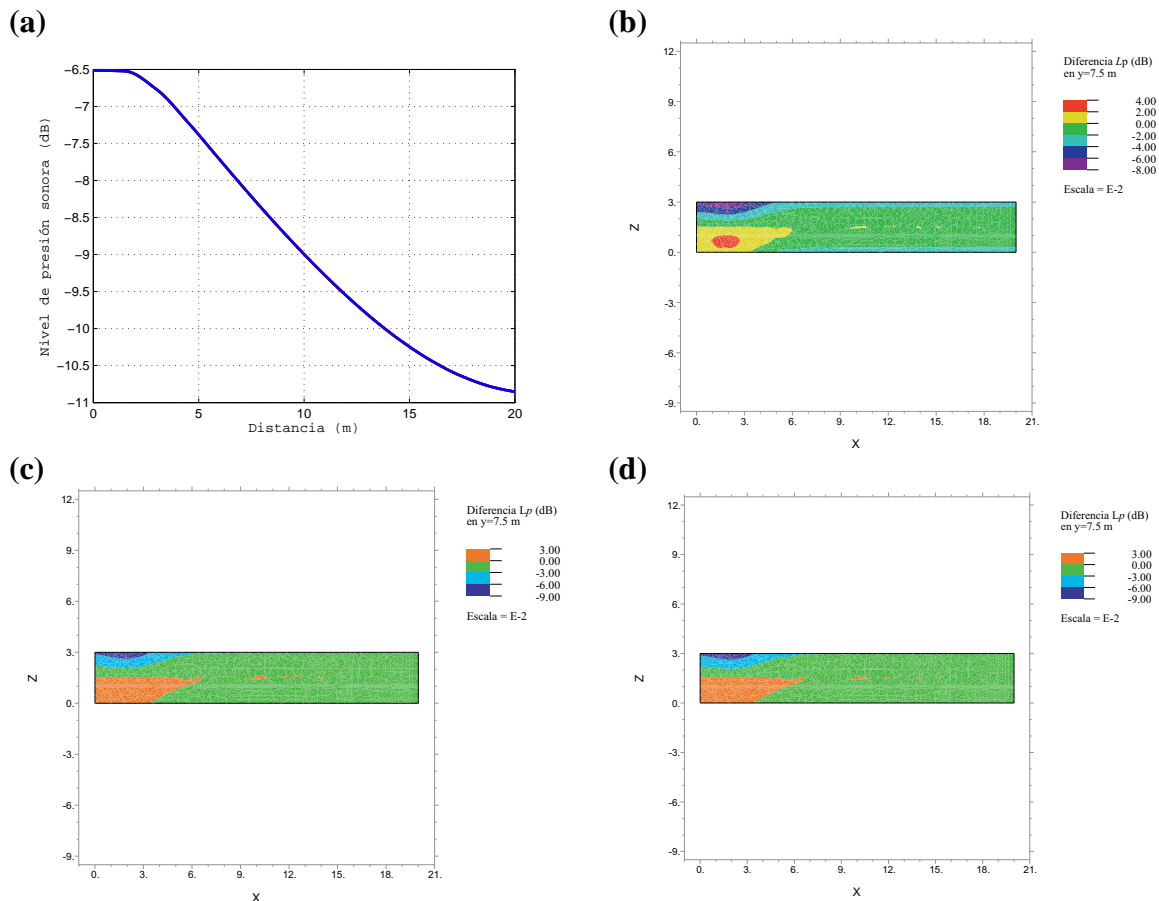 (a)
−6.5
−7
−7.5
−8
−8.5
−9
−9.5
−10
−10.5
−11
0 5 10 15 20
Nivel de presión sonora (dB)
Distancia (m)
(b)
12.
9.
6.
3.
0.
-3.
-6.
-9.
0. 3. 6. 9. 12. 15. 18. 21.
Z
X
Diferencia Lp (dB)
en y=7.5 m
4.00
2.00
0.00
-2.00
-4.00
-6.00
-8.00
Escala = E-2
(c)
12.
9.
6.
3.
0.
-3.
-6.
-9.
0. 3. 6. 9. 12. 15. 18. 21.
Z
X
Diferencia Lp (dB)
en y=7.5 m
3.00
0.00
-3.00
-6.00
-9.00
Escala = E-2
(d)
12.
9.
6.
3.
0.
-3.
-6.
-9.
0. 3. 6. 9. 12. 15. 18. 21.
Z
X
Diferencia Lp (dB)
en y=7.5 m
3.00
0.00
-3.00
-6.00
-9.00
Escala = E-2